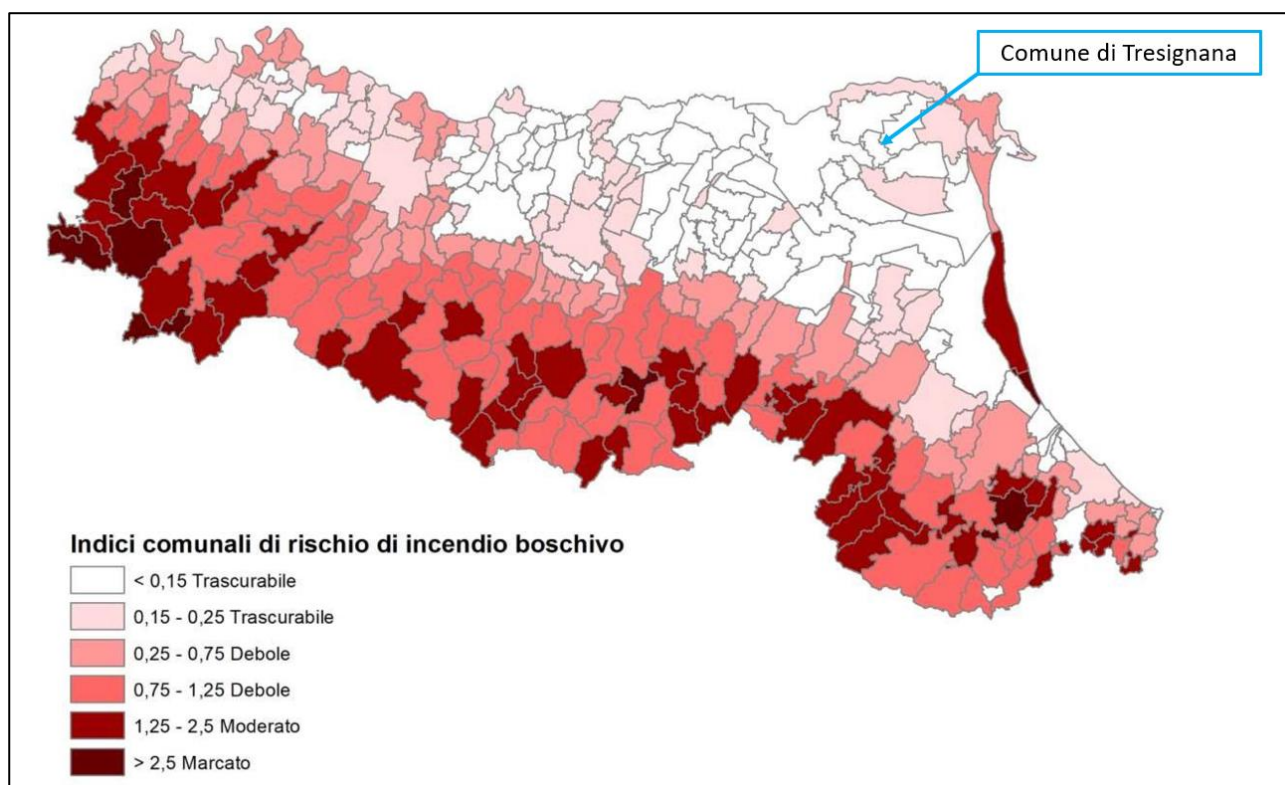 Comune di Tresignana
Indici comunali di rischio di incendio boschivo
< 0,15 Trascurabile
0,15 - 0,25 Trascurabile
0,25 - 0,75 Debole
0,75 - 1,25 Debole
1,25 - 2,5 Moderato
> 2,5 Marcato